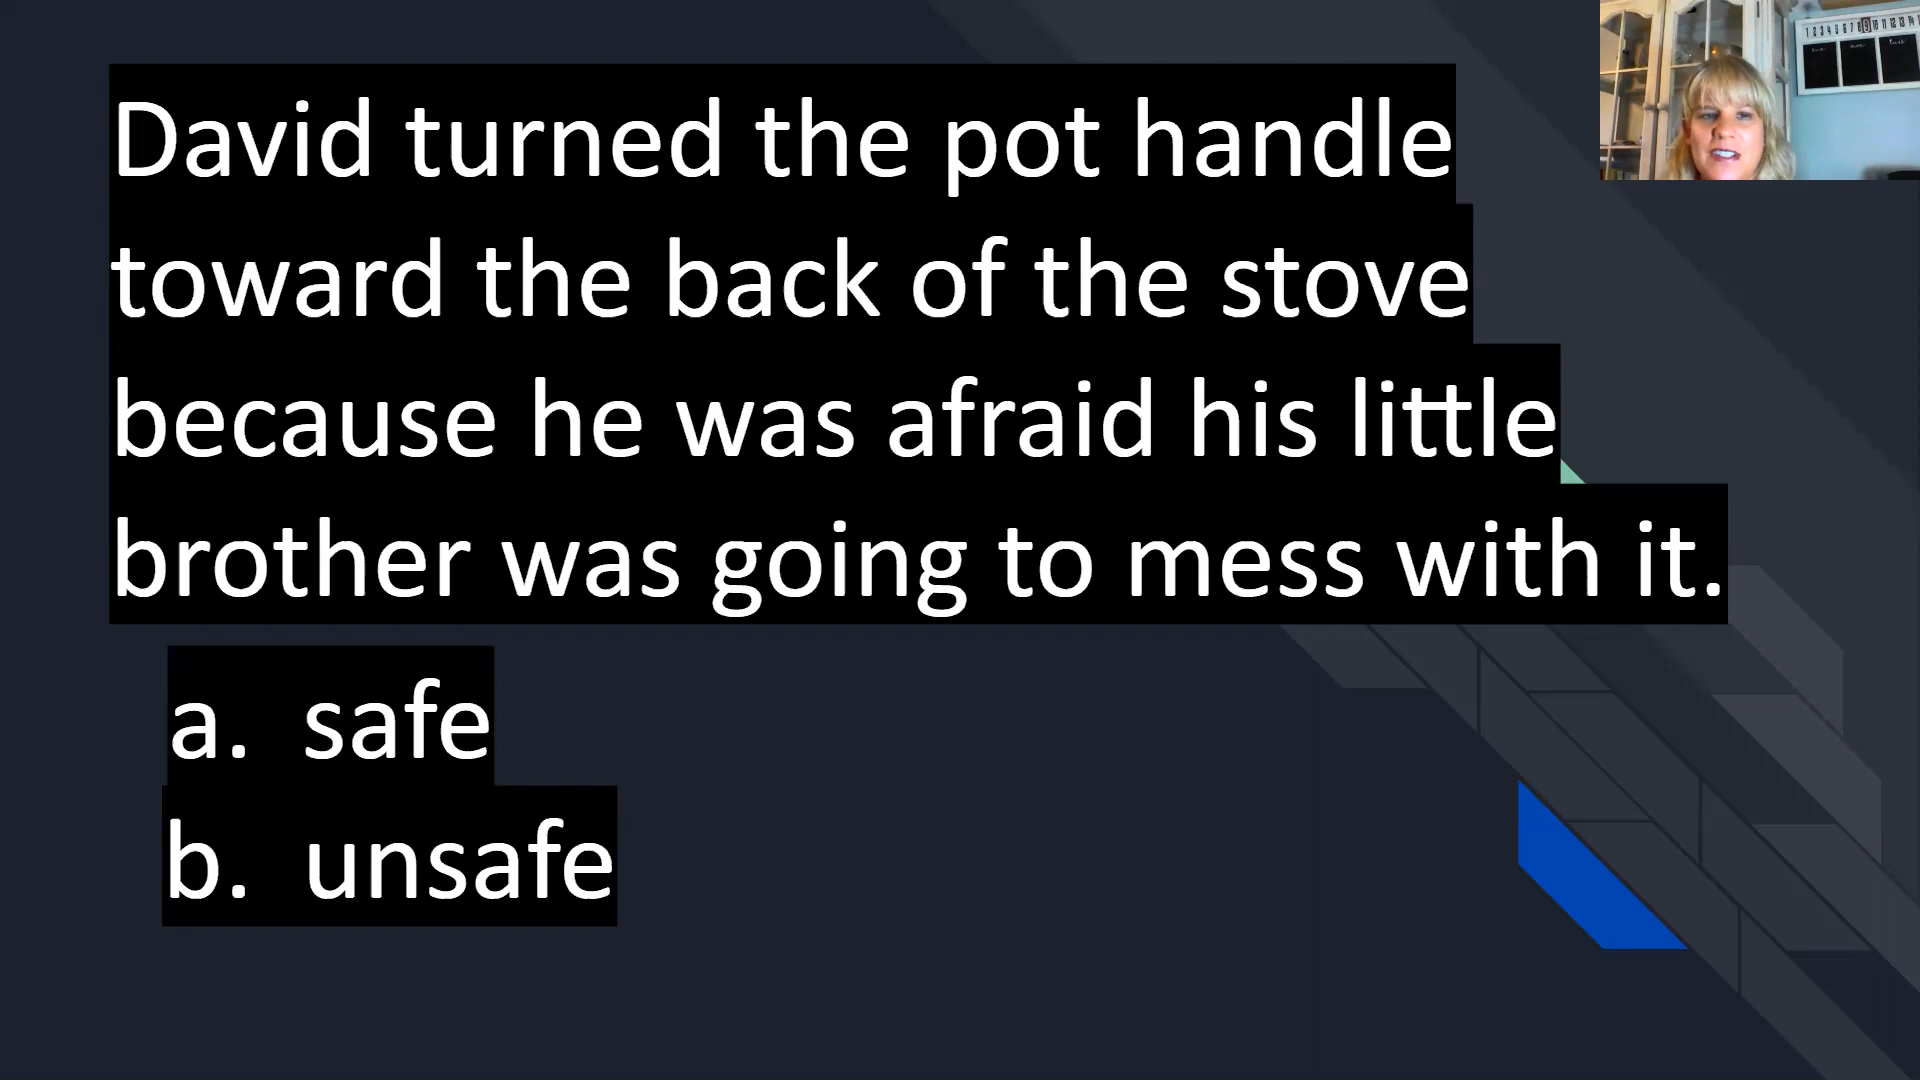 David turned the pot handle
toward the back of the stove
because he was afraid his little
brother was going to mess with it.
a. safe
b. unsafe